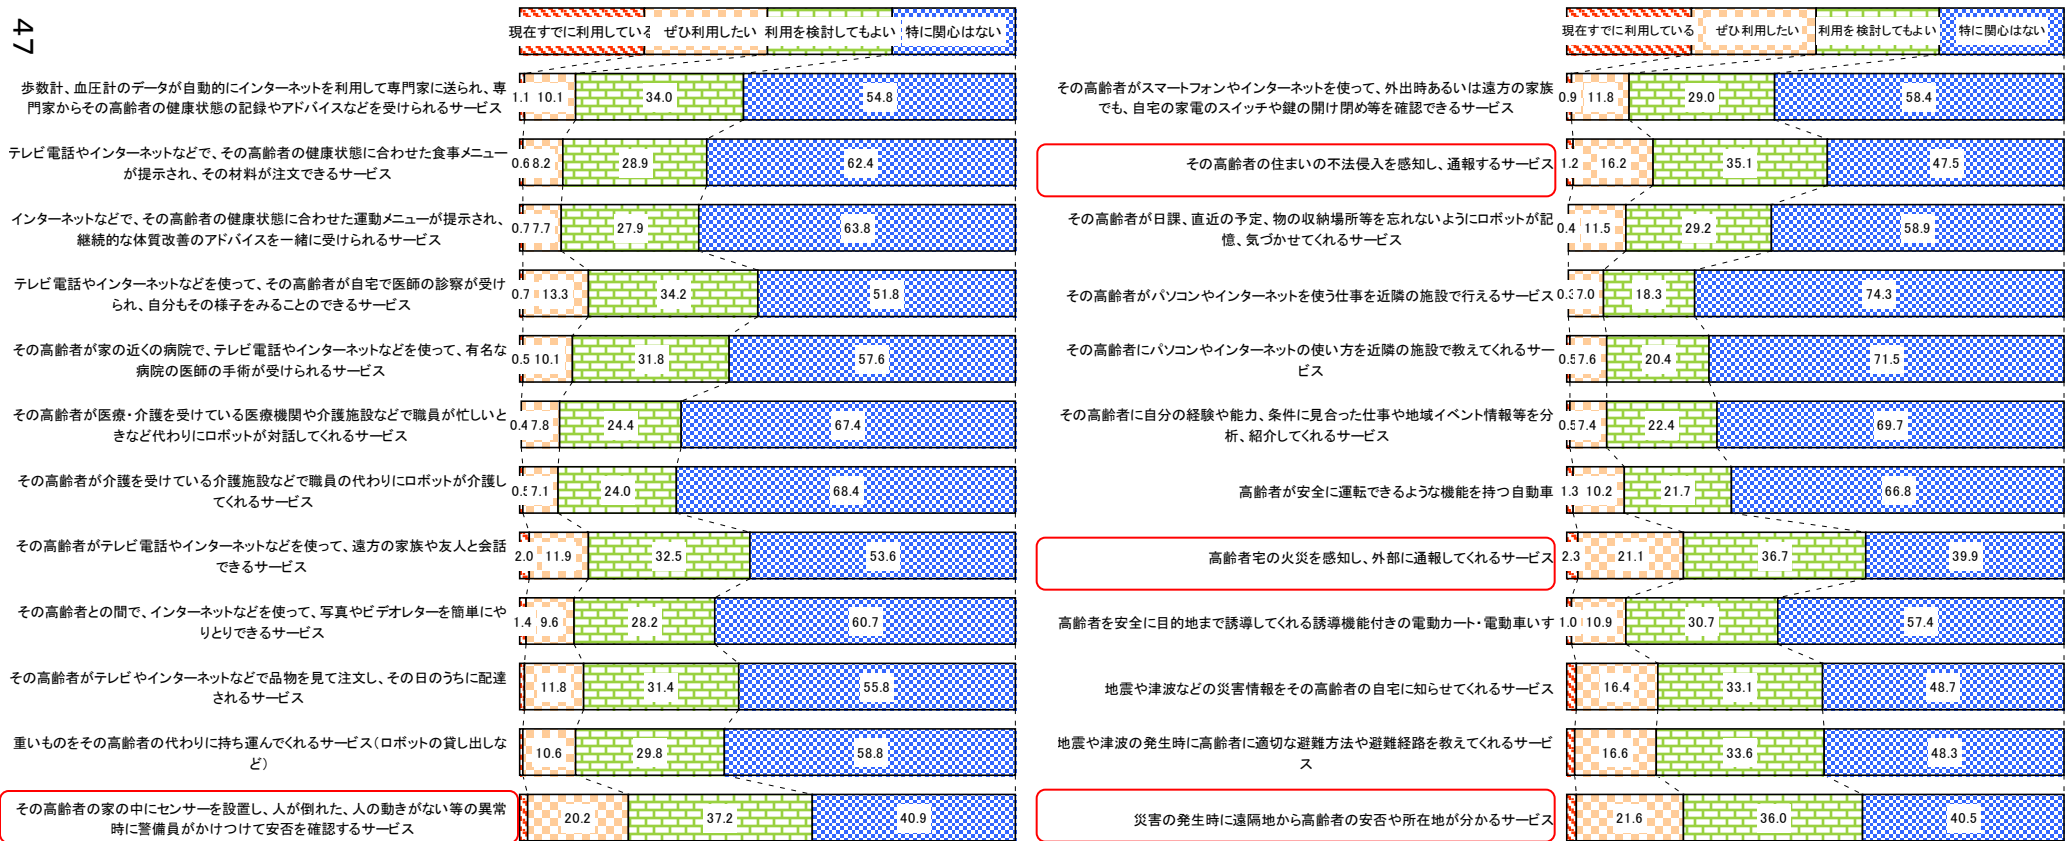 47
現在すでに利用している ぜひ利用したい 利用を検討してもよい 特に関心はない
歩数計、血圧計のデータが自動的にインターネットを利用して専門家に送られ、専
門家からその高齢者の健康状態の記録やアドバイスなどを受けられるサービス
1.1 10.1 34.0 54.8
テレビ電話やインターネットなどで、その高齢者の健康状態に合わせた食事メニュー
が提示され、その材料が注文できるサービス
0.6 8.2 28.9 62.4
インターネットなどで、その高齢者の健康状態に合わせた運動メニューが提示され、
継続的な体質改善のアドバイスを一緒に受けられるサービス
0.7 7.7 27.9 63.8
テレビ電話やインターネットなどを使って、その高齢者が自宅で医師の診察が受け
られ、自分もその様子をみることのできるサービス
0.7 13.3 34.2 51.8
その高齢者が家の近くの病院で、テレビ電話やインターネットなどを使って、有名な
病院の医師の手術が受けられるサービス
0.5 10.1 31.8 57.6
その高齢者が医療・介護を受けている医療機関や介護施設などで職員が忙しいと
きなど代わりにロボットが対話してくれるサービス
0.4 7.8 24.4 67.4
その高齢者が介護を受けている介護施設などで職員の代わりにロボットが介護し
てくれるサービス
0.5 7.1 24.0 68.4
その高齢者がテレビ電話やインターネットなどを使って、遠方の家族や友人と会話
できるサービス
2.0 11.9 32.5 53.6
その高齢者との間で、インターネットなどを使って、写真やビデオレターを簡単にや
りとりできるサービス
1.4 9.6 28.2 60.7
その高齢者がテレビやインターネットなどで品物を見て注文し、その日のうちに配達
されるサービス
11.8 31.4 55.8
重いものをその高齢者の代わりに持ち運んでくれるサービス（ロボットの貸し出しな
ど）
10.6 29.8 58.8
その高齢者の家の中にセンサーを設置し、人が倒れた、人の動きがない等の異常
時に警備員がかけつけて安否を確認するサービス
20.2 37.2 40.9
現在すでに利用している ぜひ利用したい 利用を検討してもよい 特に関心はない
その高齢者がスマートフォンやインターネットを使って、外出時あるいは遠方の家族
でも、自宅の家電のスイッチや鍵の開け閉め等を確認できるサービス
0.9 11.8 29.0 58.4
その高齢者の住まいの不法侵入を感知し、通報するサービス
1.2 16.2 35.1 47.5
その高齢者が日課、直近の予定、物の収納場所等を忘れないようにロボットが記
憶、気づかせてくれるサービス
0.4 11.5 29.2 58.9
その高齢者がパソコンやインターネットを使う仕事を近隣の施設で行えるサービス
0.3 7.0 18.3 74.3
その高齢者にパソコンやインターネットの使い方を近隣の施設で教えてくれるサー
ビス
0.5 7.6 20.4 71.5
その高齢者に自分の経験や能力、条件に見合った仕事や地域イベント情報等を分
析、紹介してくれるサービス
0.5 7.4 22.4 69.7
高齢者が安全に運転できるような機能を持つ自動車
1.3 10.2 21.7 66.8
高齢者宅の火災を感知し、外部に通報してくれるサービス
2.3 21.1 36.7 39.9
高齢者を安全に目的地まで誘導してくれる誘導機能付きの電動カート・電動車いす
1.0 10.9 30.7 57.4
地震や津波などの災害情報をその高齢者の自宅に知らせてくれるサービス
16.4 33.1 48.7
地震や津波の発生時に高齢者に適切な避難方法や避難経路を教えてくれるサービ
ス
16.6 33.6 48.3
災害の発生時に遠隔地から高齢者の安否や所在地が分かるサービス
21.6 36.0 40.5